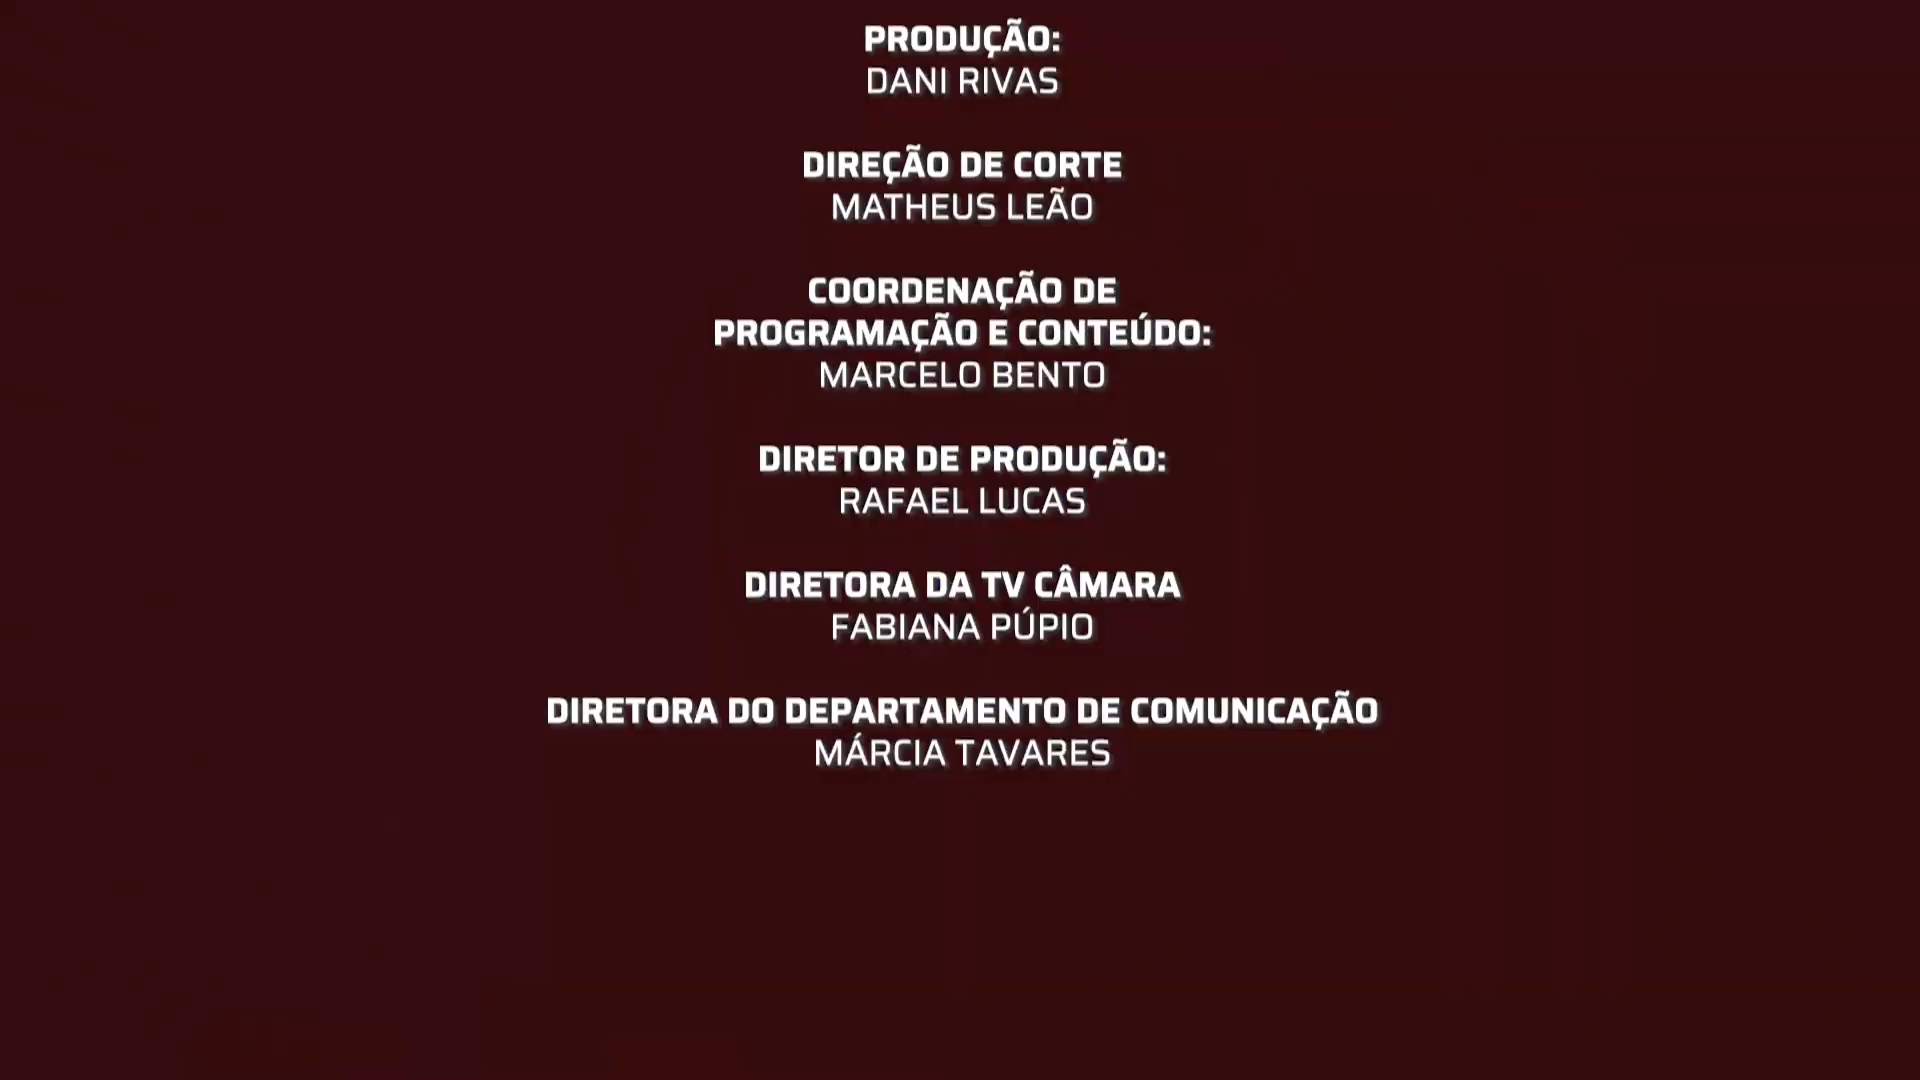 PRODUÇÃO:
DANI RIVAS
DIREÇÃO DE CORTE
MATHEUS LEÃO
COORDENAÇÃO DE
PROGRAMAÇÃO E CONTEÚDO:
MARCELO BENTO
DIRETOR DE PRODUÇÃO:
RAFAEL LUCAS
DIRETORA DA TV CÂMARA
FABIANA PÚPIO
DIRETORA DO DEPARTAMENTO DE COMUNICAÇÃO
MÁRCIA TAVARES